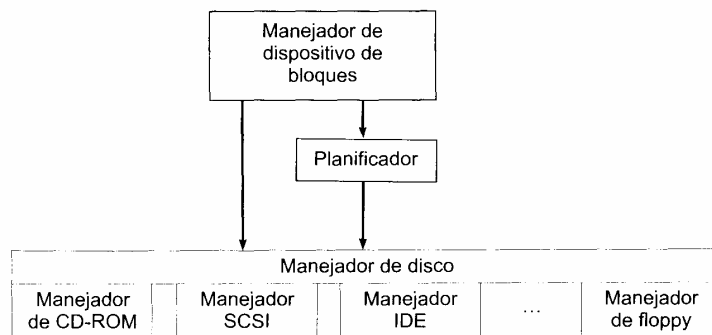 Manejador de
dispositivo de
bloques
Planificador
Manejador de disco
Manejador
de CD-ROM
Manejador
SCSI
Manejador
IDE
...
Manejador
de floppy